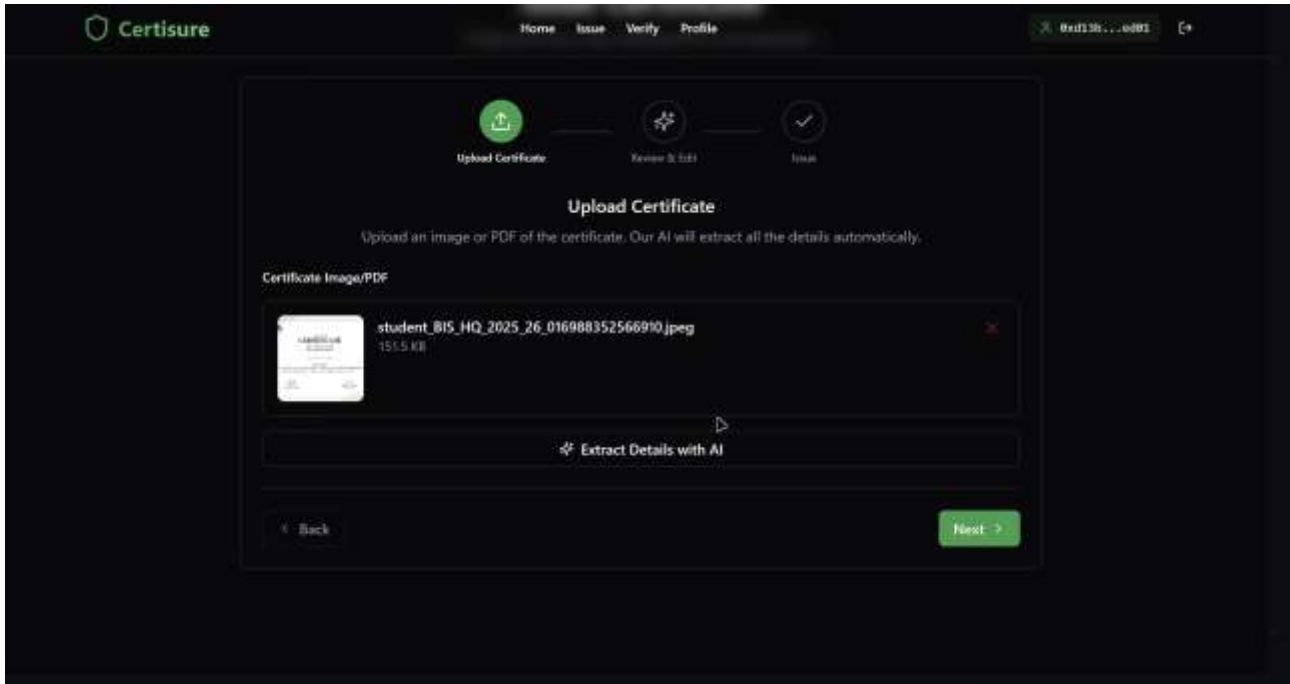 Certisure
Home Issue Verify Profile
Upload Certificate
Review & Edit
Issue
Upload Certificate
Upload an image or PDF of the certificate. Our AI will extract all the details automatically.
Certificate Image/PDF
student_BIS_HQ_2025_26_016988352566910.jpeg
151.5 KB
Extract Details with AI
Back
Next